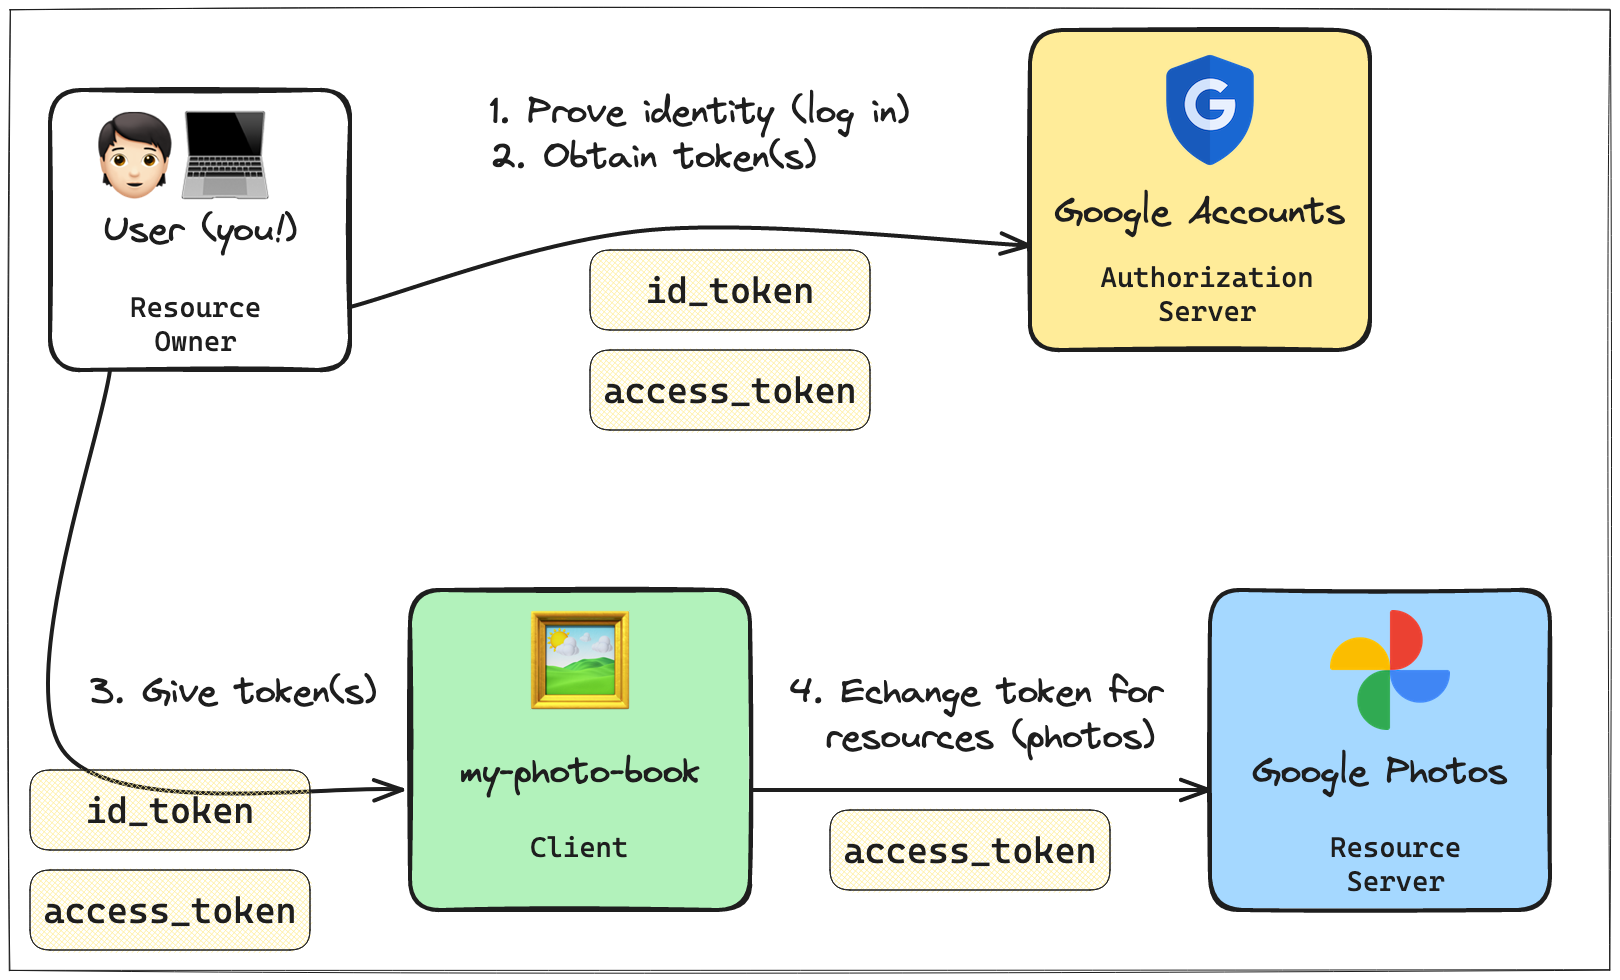 User (you!)
Resource
Owner
1. Prove identity (log in)
2. Obtain token(s)
id_token
access_token
G
Google Accounts
Authorization
Server
3. Give token(s)
id_token
access_token
my-photo-book
Client
4. Echange token for
resources (photos)
access_token
Google Photos
Resource
Server